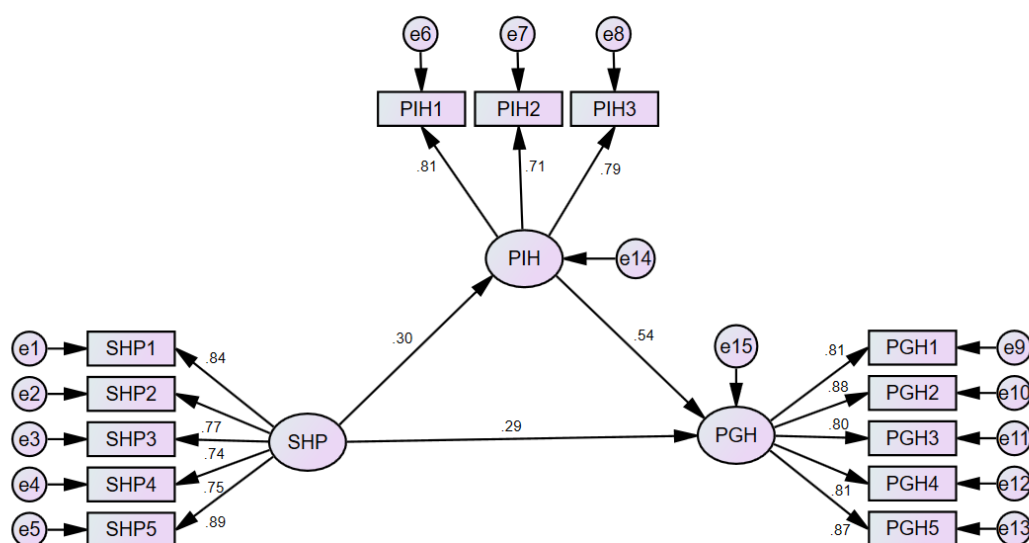 e6
e7
e8
PIH1
PIH2
PIH3
.81
.71
.79
PIH
e14
.30
.54
e15
e1
SHP1
.84
e2
SHP2
.77
e3
SHP3
.74
e4
SHP4
.75
e5
SHP5
.89
SHP
.29
PGH
.81
PGH1
e9
.88
PGH2
e10
.80
PGH3
e11
.81
PGH4
e12
.87
PGH5
e13